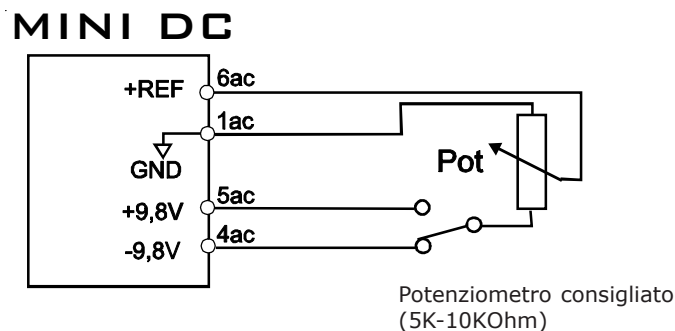 MINI DC
+REF
6ac
1ac
GND
Pot
+9,8V
5ac
-9,8V
4ac
Potenziometro consigliato
(5K-10KOhm)